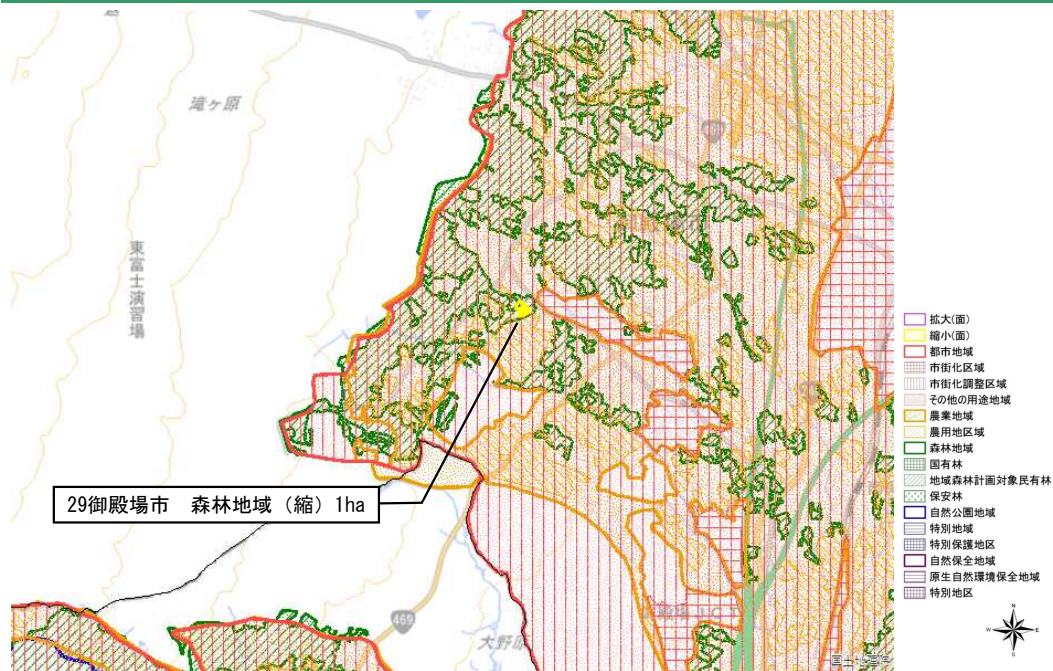 滝ヶ原
東富士演習場
29御殿場市　森林地域（縮）1ha
469
大野原
拡大(面)
縮小(面)
都市地域
市街化区域
市街化調整区域
その他の用途地域
農業地域
農用地区域
森林地域
国有林
地域森林計画対象民有林
保安林
自然公園地域
特別地域
特別保護地区
自然保全地域
原生自然環境保全地域
特別地区
N
W
E
S